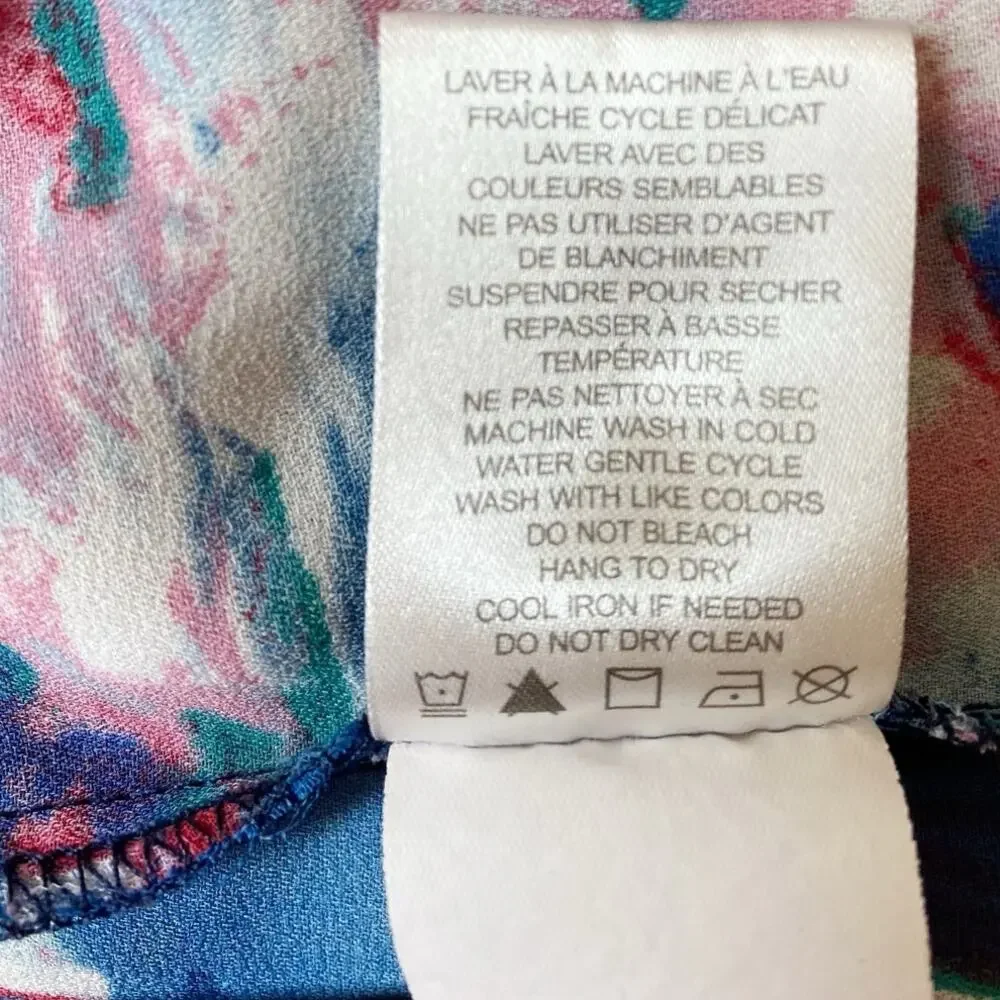 LAVER À LA MACHINE À L'EAU
FRAÎCHE CYCLE DÉLICAT
LAVER AVEC DES
COULEURS SEMBLABLES
NE PAS UTILISER D'AGENT
DE BLANCHIMENT
SUSPENDRE POUR SECHER
REPASSER À BASSE
TEMPÉRATURE
NE PAS NETTOYER À SEC
MACHINE WASH IN COLD
WATER GENTLE CYCLE
WASH WITH LIKE COLORS
DO NOT BLEACH
HANG TO DRY
COOL IRON IF NEEDED
DO NOT DRY CLEAN